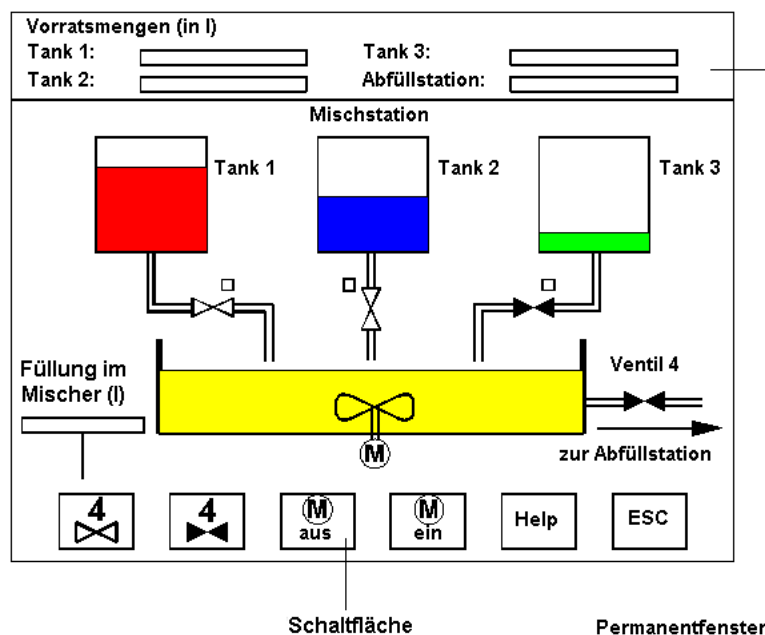 Vorratsmengen (in l)
Tank 1:
Tank 3:
Tank 2:
Abfüllstation:
Mischstation
Tank 1
Tank 2
Tank 3
Füllung im
Mischer (l)
Ventil 4
M
zur Abfüllstation
4
4
M
aus
M
ein
Help
ESC
Schaltfläche
Permanentfenster